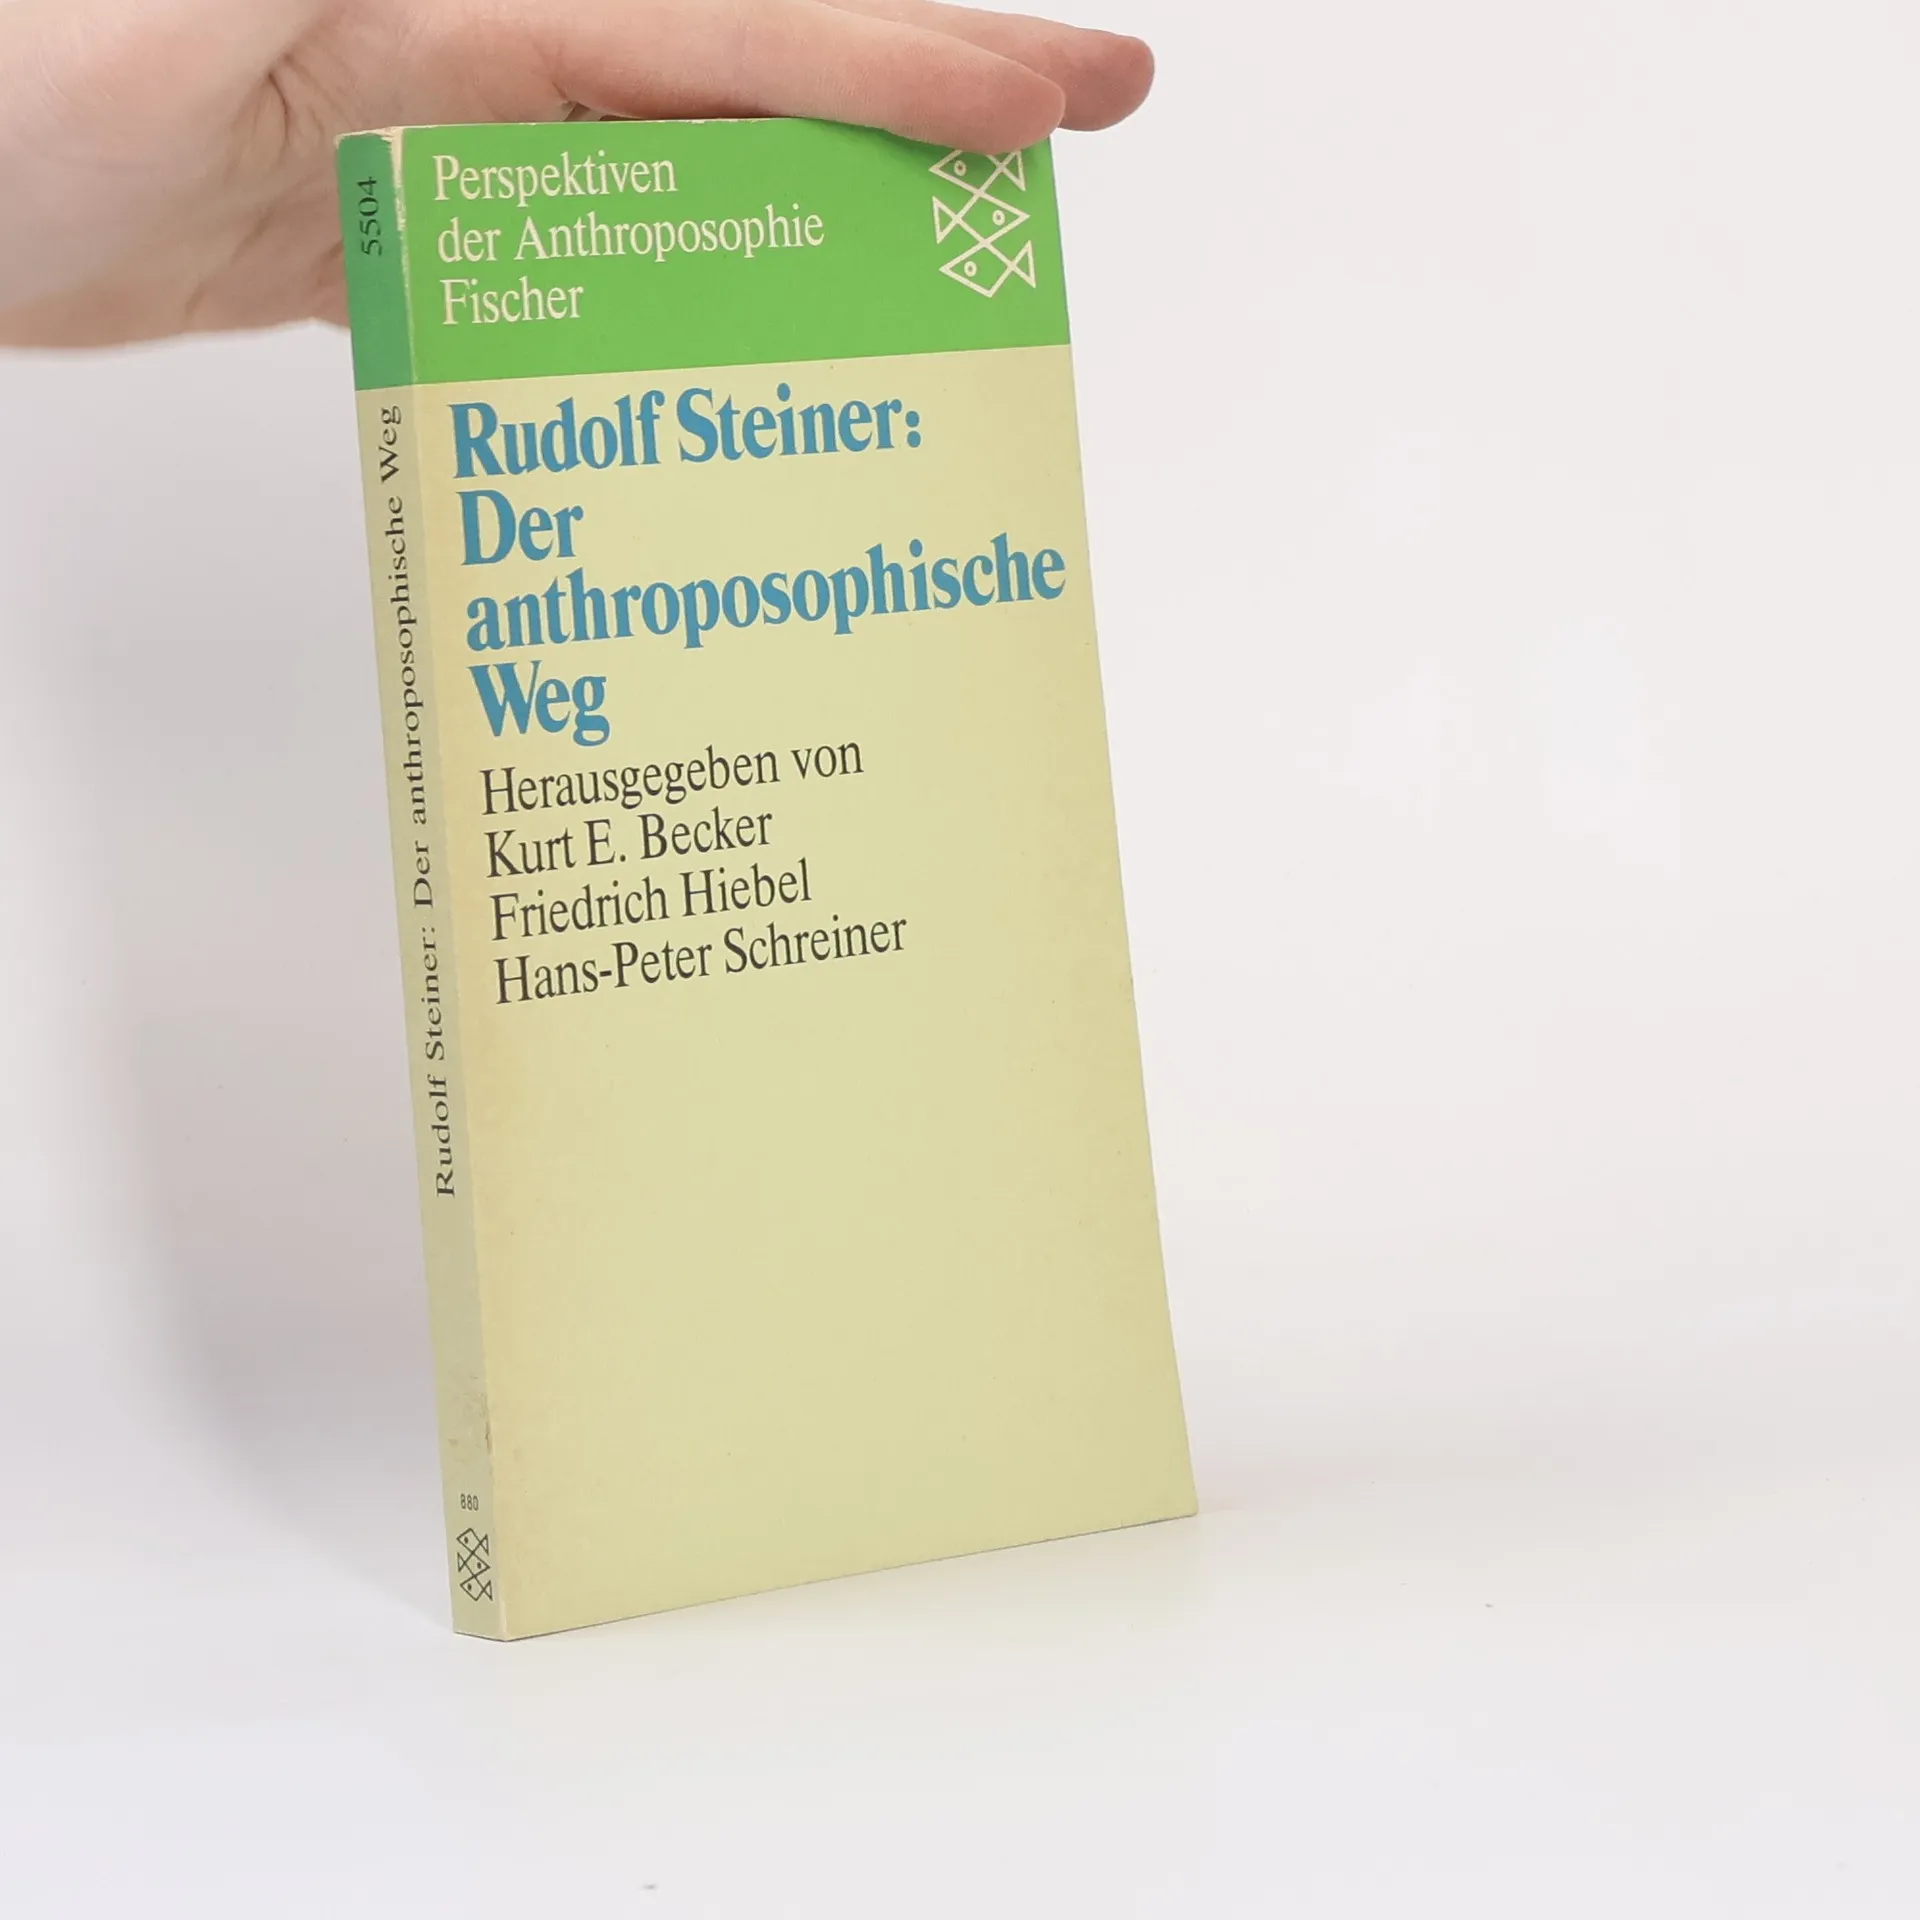 Perspektiven
der Anthroposophie
Fischer
Rudolf Steiner:
Der
anthroposophische
Weg
Herausgegeben von
Kurt E. Becker
Friedrich Hiebel
Hans-Peter Schreiner
5504
Rudolf Steiner: Der anthroposophische Weg
880